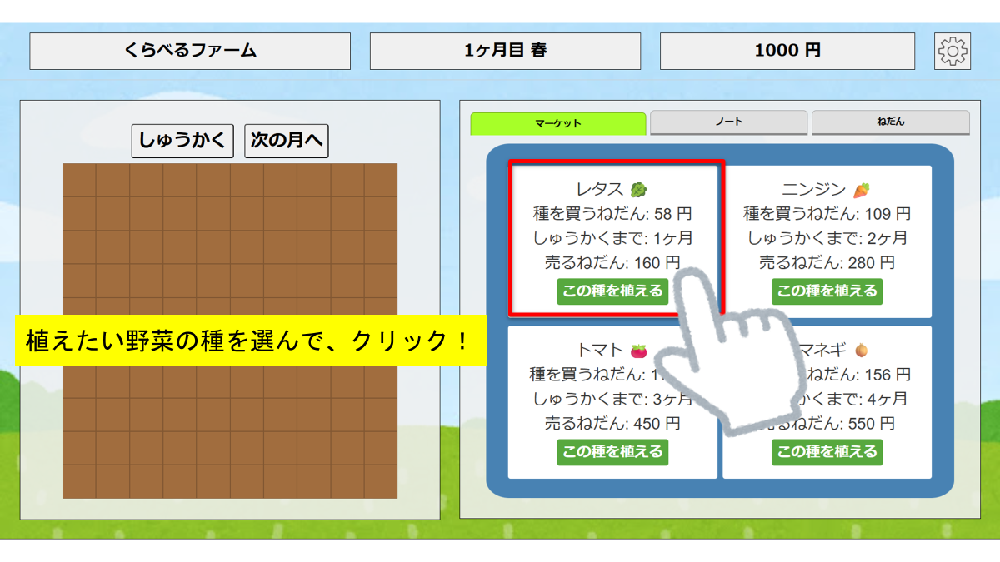 くらべるファーム
1ヶ月目 春
1000 円
しゅうかく
次の月へ
マーケット
ノート
ねだん
レタス
種を買うねだん: 58 円
しゅうかくまで: 1ヶ月
売るねだん: 160 円
この種を植える
ニンジン
種を買うねだん: 109 円
しゅうかくまで: 2ヶ月
売るねだん: 280 円
この種を植える
植えたい野菜の種を選んで、クリック！
トマト
種を買うねだん:
しゅうかくまで: 3ヶ月
売るねだん: 450 円
この種を植える
マネギ
ねだん: 156 円
かくまで: 4ヶ月
るねだん: 550 円
この種を植える